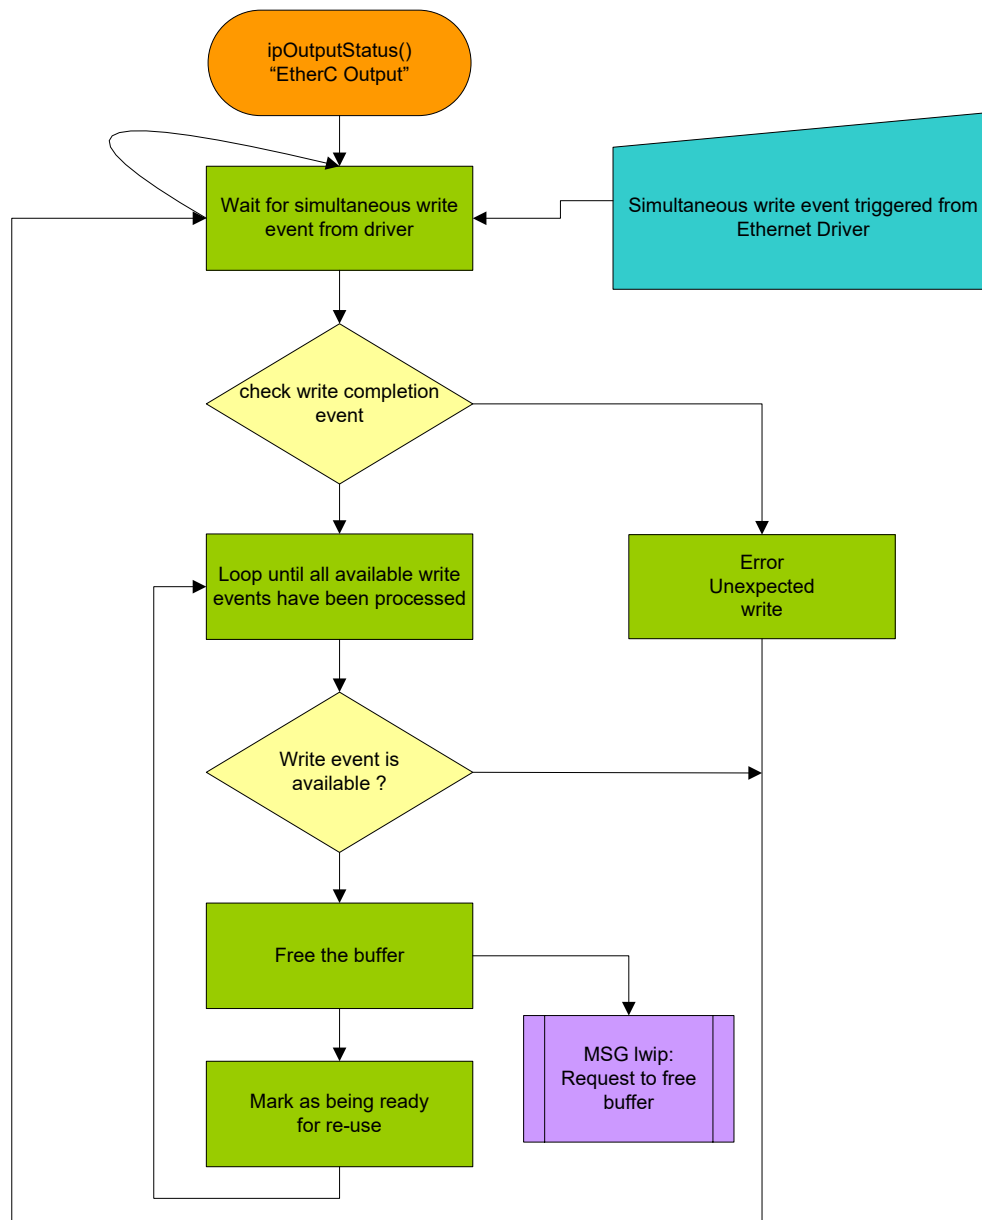 ipOutputStatus()
“EtherC Output”
Wait for simultaneous write
event from driver
Simultaneous write event triggered from
Ethernet Driver
check write completion
event
Loop until all available write
events have been processed
Error
Unexpected
write
Write event is
available ?
Free the buffer
MSG lwip:
Request to free
buffer
Mark as being ready
for re-use